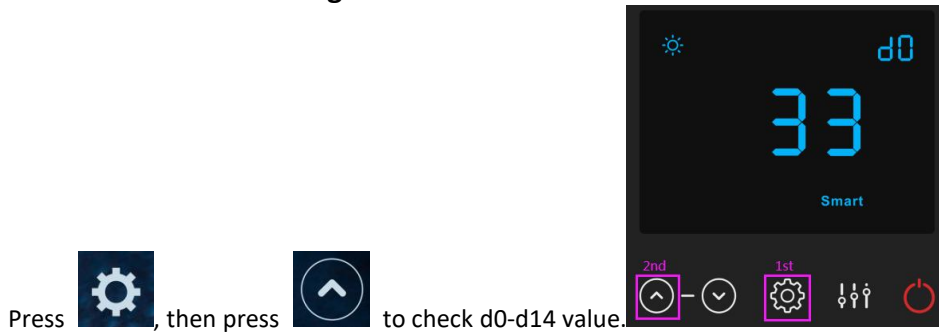 d0
33
Smart
2nd
1st
Press , then press to check d0-d14 value.